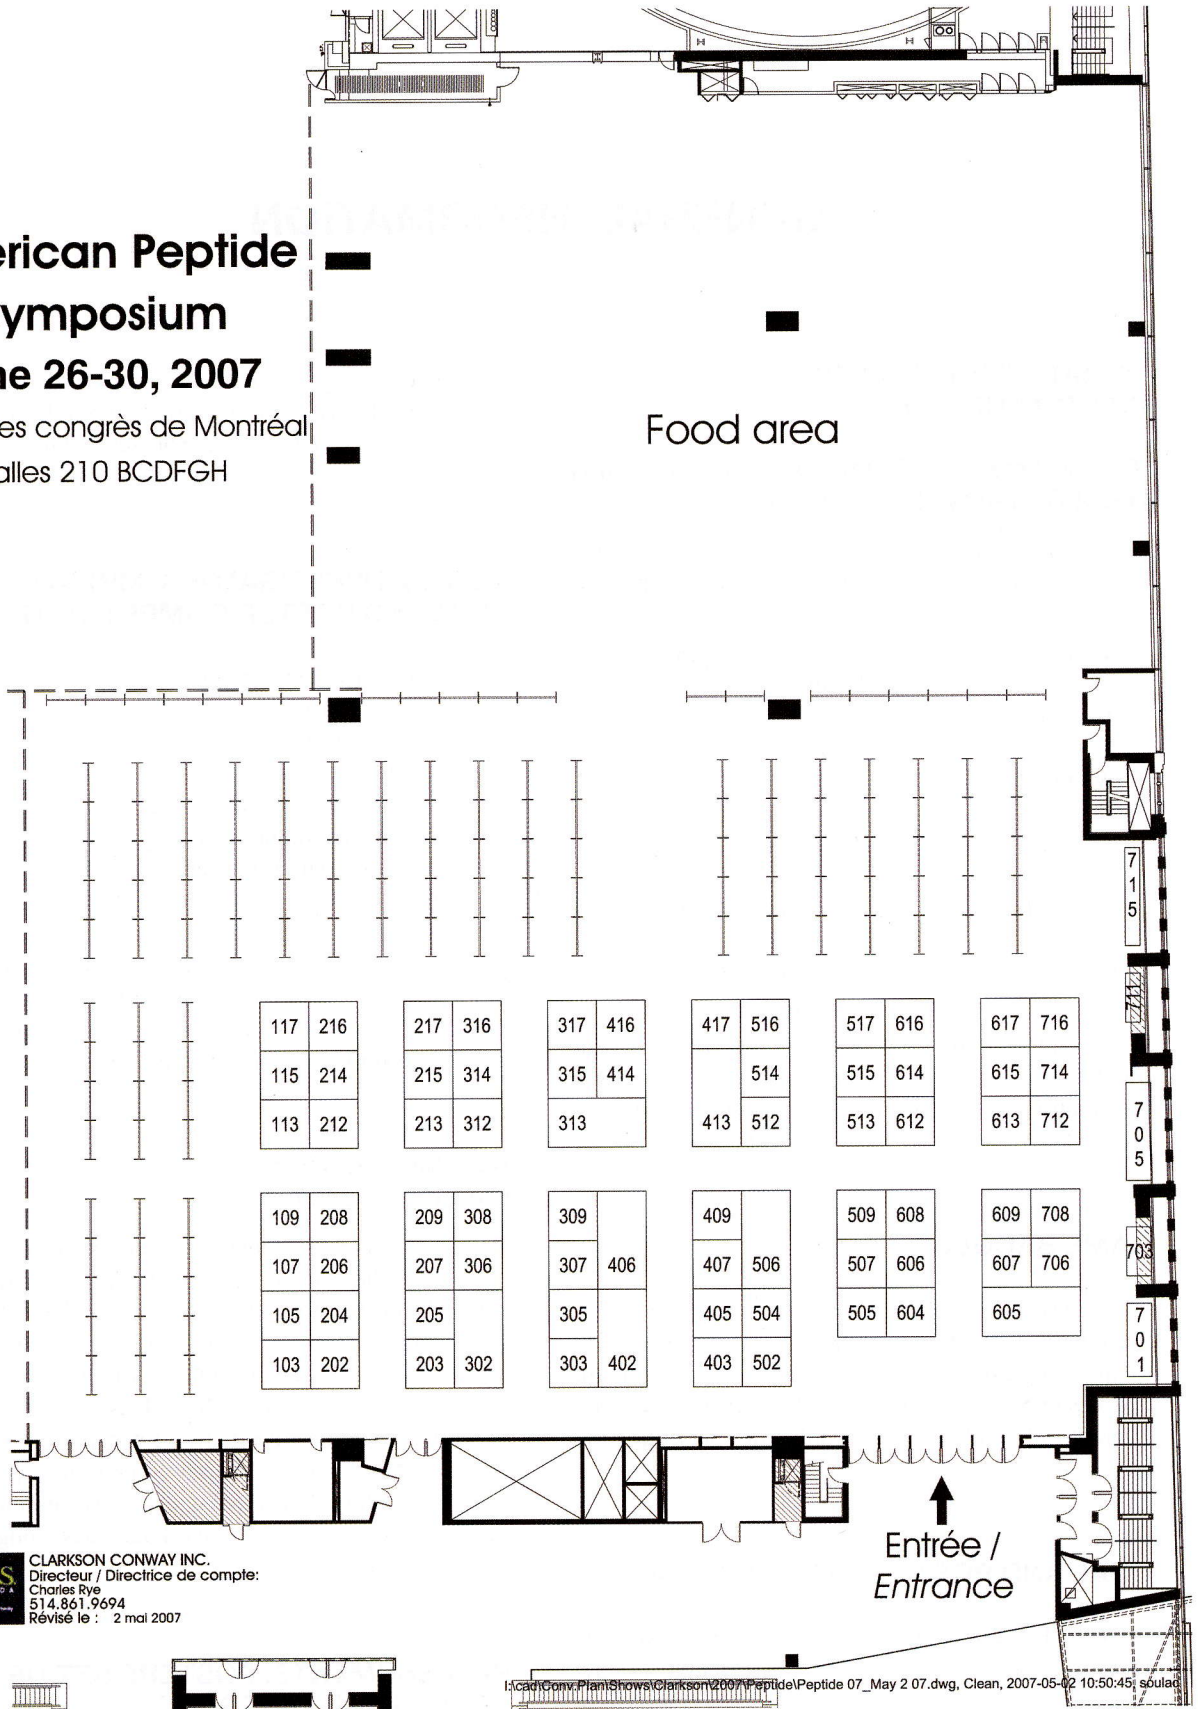 erican Peptide
ymposium
ne 26-30, 2007
es congrès de Montréal
alles 210 BCDFGH
Food area
715
117 216 217 316 317 416 417 516 517 616 617 716
711
115 214 215 314 315 414 514 515 614 615 714
113 212 213 312 313 413 512 513 612 613 712
705
109 208 209 308 309 409 509 608 609 708
107 206 207 306 307 406 407 506 507 606 607 706
703
105 204 205 305 405 504 505 604 605
103 202 203 302 303 402 403 502
701
Entrée /
Entrance
S.
D A
CLARKSON CONWAY INC.
Directeur / Directrice de compte:
Charles Rye
514.861.9694
Révisé le : 2 mai 2007
I:\cad\Conv.Plan\Shows\Clarkson\2007\Peptide\Peptide 07_May 2 07.dwg, Clean, 2007-05-02 10:50:45, soulad